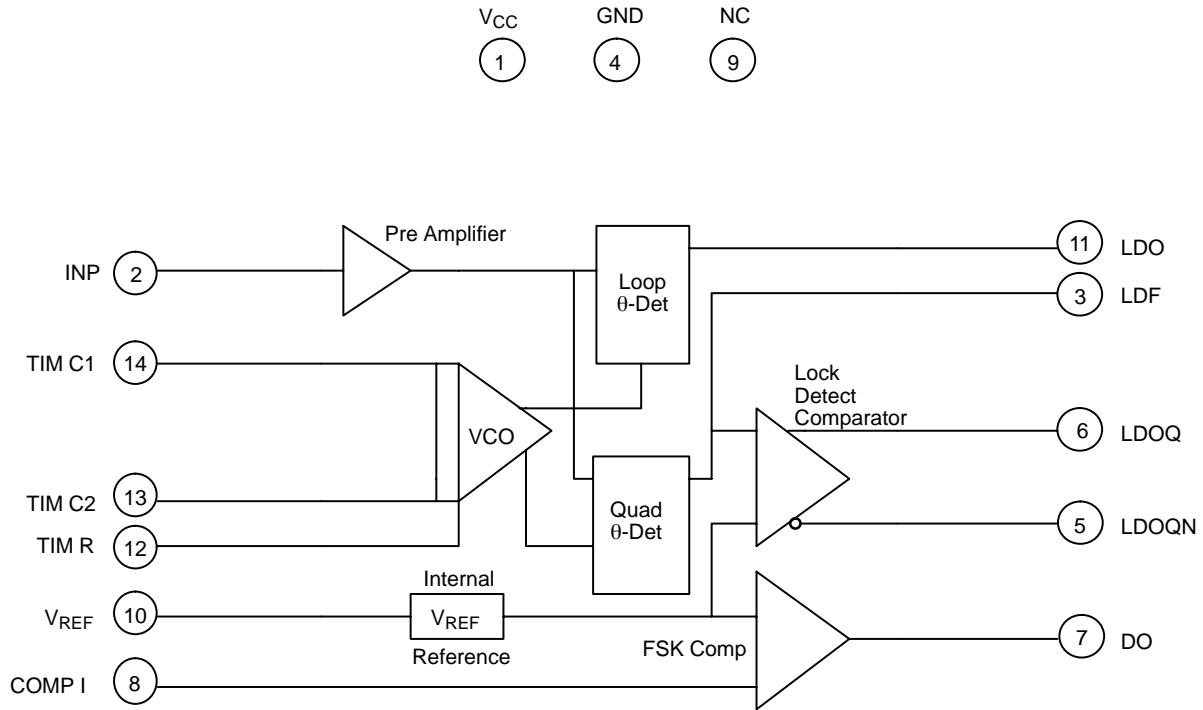 VCC GND NC
1 4 9
Pre Amplifier
INP 2
11 LDO
Loop
θ-Det
3 LDF
TIM C1 14
Lock
Detect
Comparator
VCO
6 LDOQ
TIM C2 13
Quad
θ-Det
5 LDOQN
TIM R 12
Internal
VREF 10
VREF
Reference
FSK Comp
7 DO
COMP I 8